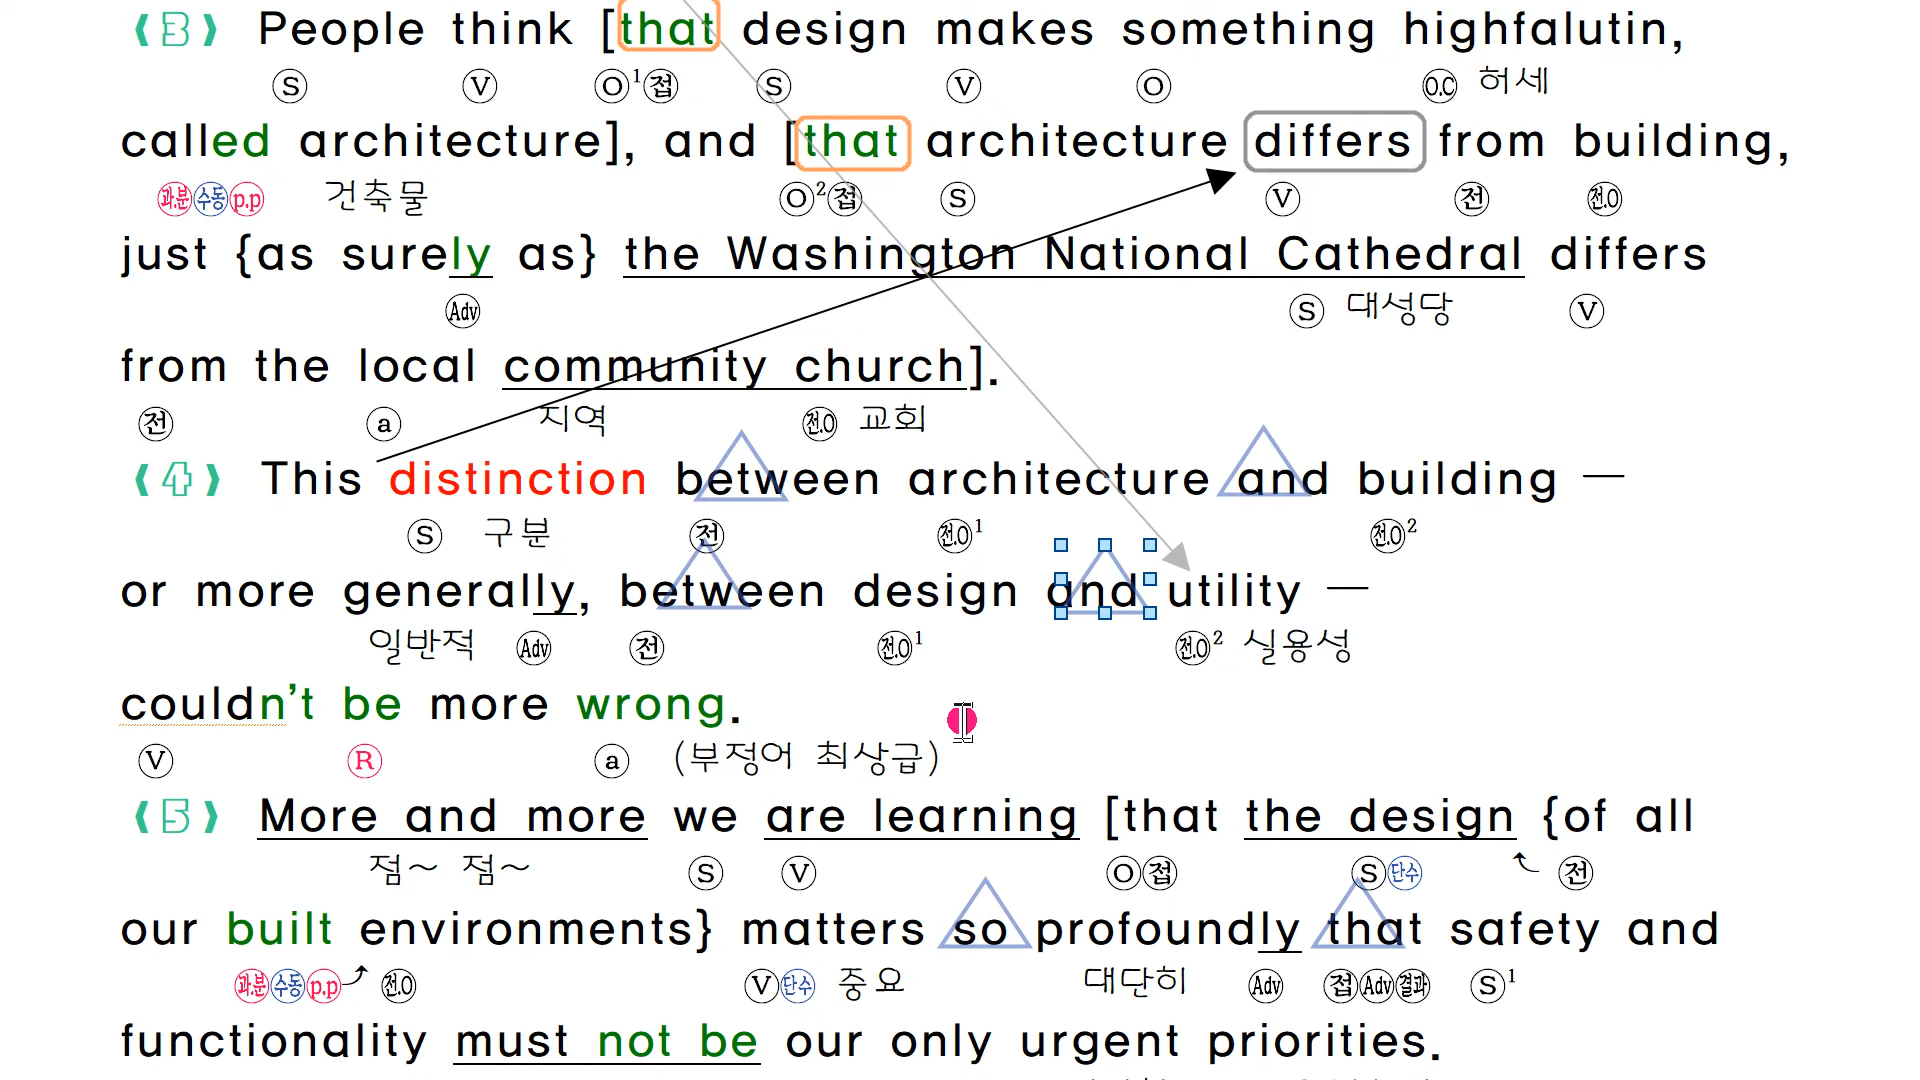 ❪3❫ People think [that design makes something highfalutin,
Ⓢ Ⓥ Ⓞ¹㉧접 Ⓢ Ⓥ Ⓞ O.C 허세
called architecture], and [that architecture differs from building,
과.분 수동 p.p 건축물 Ⓞ²접 Ⓢ Ⓥ 전 전.O
just {as surely as} the Washington National Cathedral differs
Adv Ⓢ 대성당 Ⓥ
from the local community church].
전 ⓐ 지역 전.O 교회
❪4❫ This distinction between architecture and building —
Ⓢ 구분 전 전.O¹ 전.O²
or more generally, between design and utility —
일반적 Adv 전 전.O¹ 전.O² 실용성
couldn't be more wrong.
Ⓥ Ⓡ ⓐ (부정어 최상급)
❪5❫ More and more we are learning [that the design {of all
점~ 점~ Ⓢ Ⓥ Ⓞ접 Ⓢ단수 전
our built environments} matters so profoundly that safety and
과.분 수동 p.p 전.O Ⓥ단수 중요 대단히 Adv 접 Adv 결과 Ⓢ¹
functionality must not be our only urgent priorities.